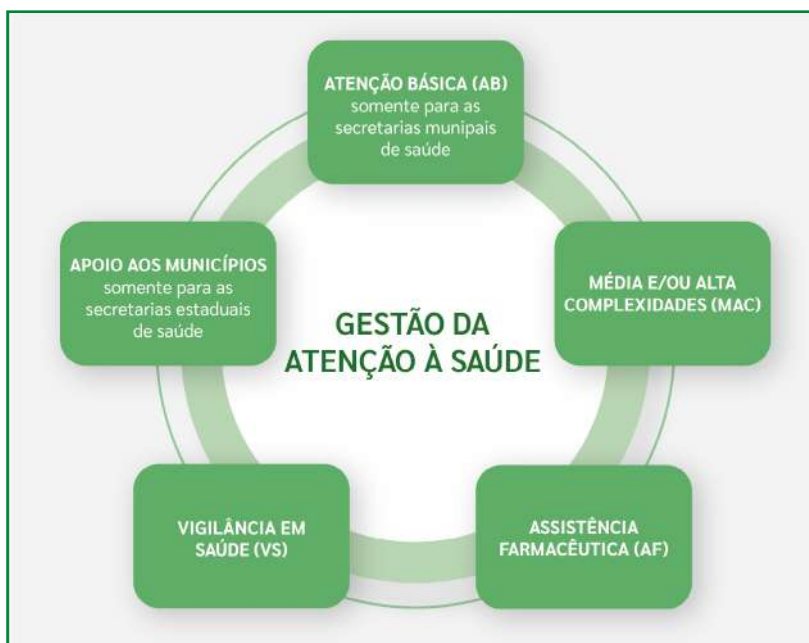 ATENÇÃO BÁSICA (AB)
somente para as
secretarias munipais
de saúde
APOIO AOS MUNICÍPIOS
somente para as
secretarias estaduais
de saúde
MÉDIA E/OU ALTA
COMPLEXIDADES (MAC)
GESTÃO DA
ATENÇÃO À SAÚDE
VIGILÂNCIA EM
SAÚDE (VS)
ASSISTÊNCIA
FARMACÊUTICA (AF)